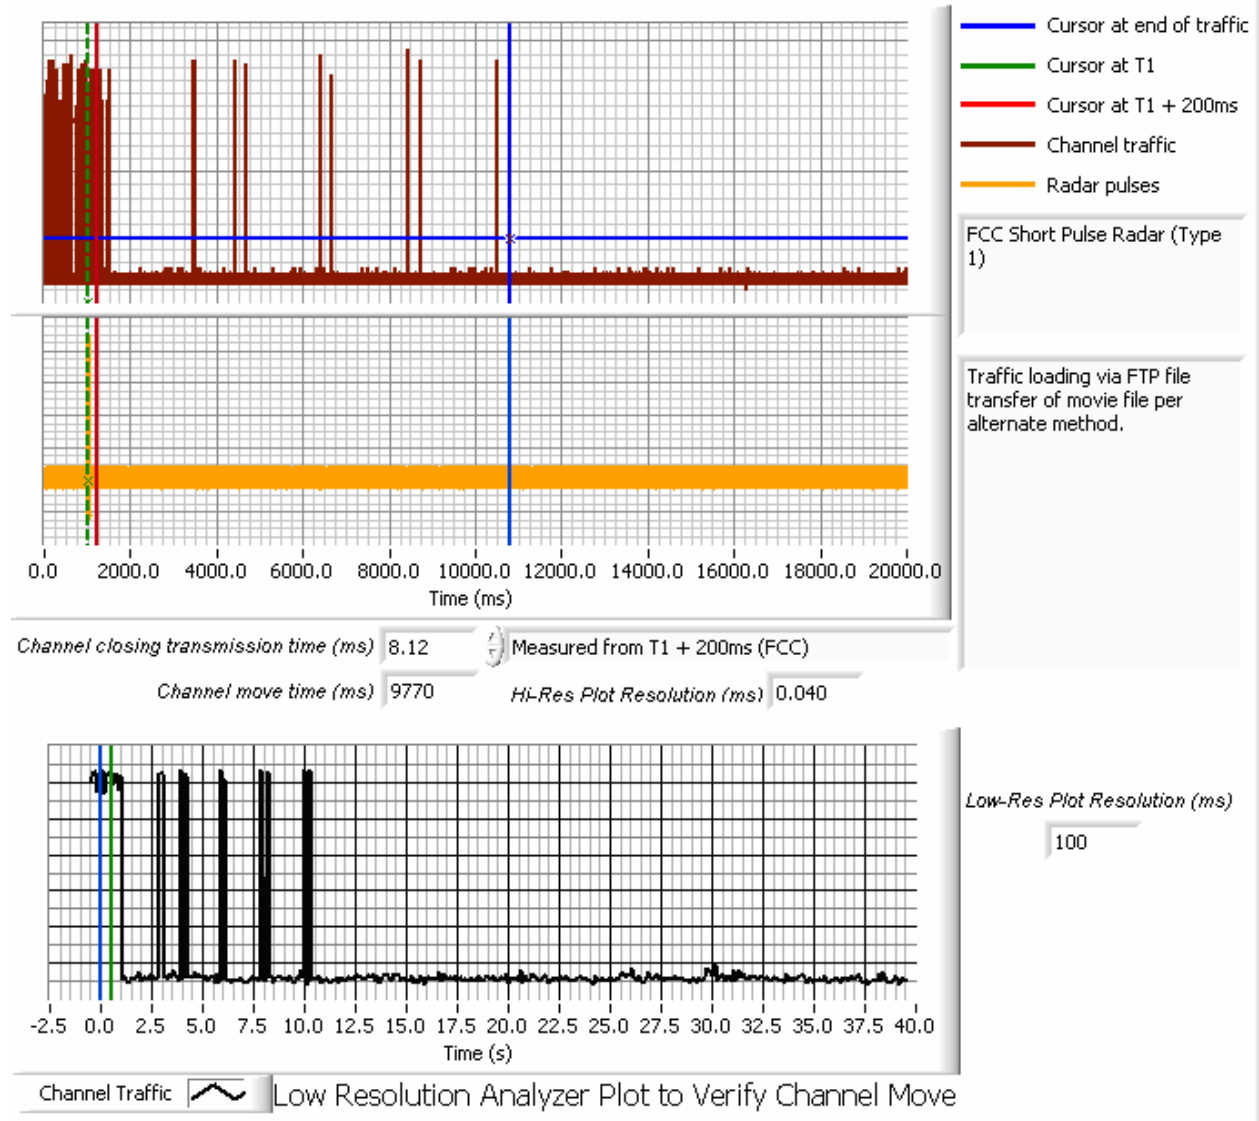 Cursor at end of traffic
Cursor at T1
Cursor at T1 + 200ms
Channel traffic
Radar pulses
FCC Short Pulse Radar (Type
1)
Traffic loading via FTP file
transfer of movie file per
alternate method.
0.0 2000.0 4000.0 6000.0 8000.0 10000.0 12000.0 14000.0 16000.0 18000.0 20000.0
Time (ms)
Channel closing transmission time (ms) 8.12 Measured from T1 + 200ms (FCC)
Channel move time (ms) 9770 Hi-Res Plot Resolution (ms) 0.040
Low-Res Plot Resolution (ms)
100
-2.5 0.0 2.5 5.0 7.5 10.0 12.5 15.0 17.5 20.0 22.5 25.0 27.5 30.0 32.5 35.0 37.5 40.0
Time (s)
Channel Traffic Low Resolution Analyzer Plot to Verify Channel Move